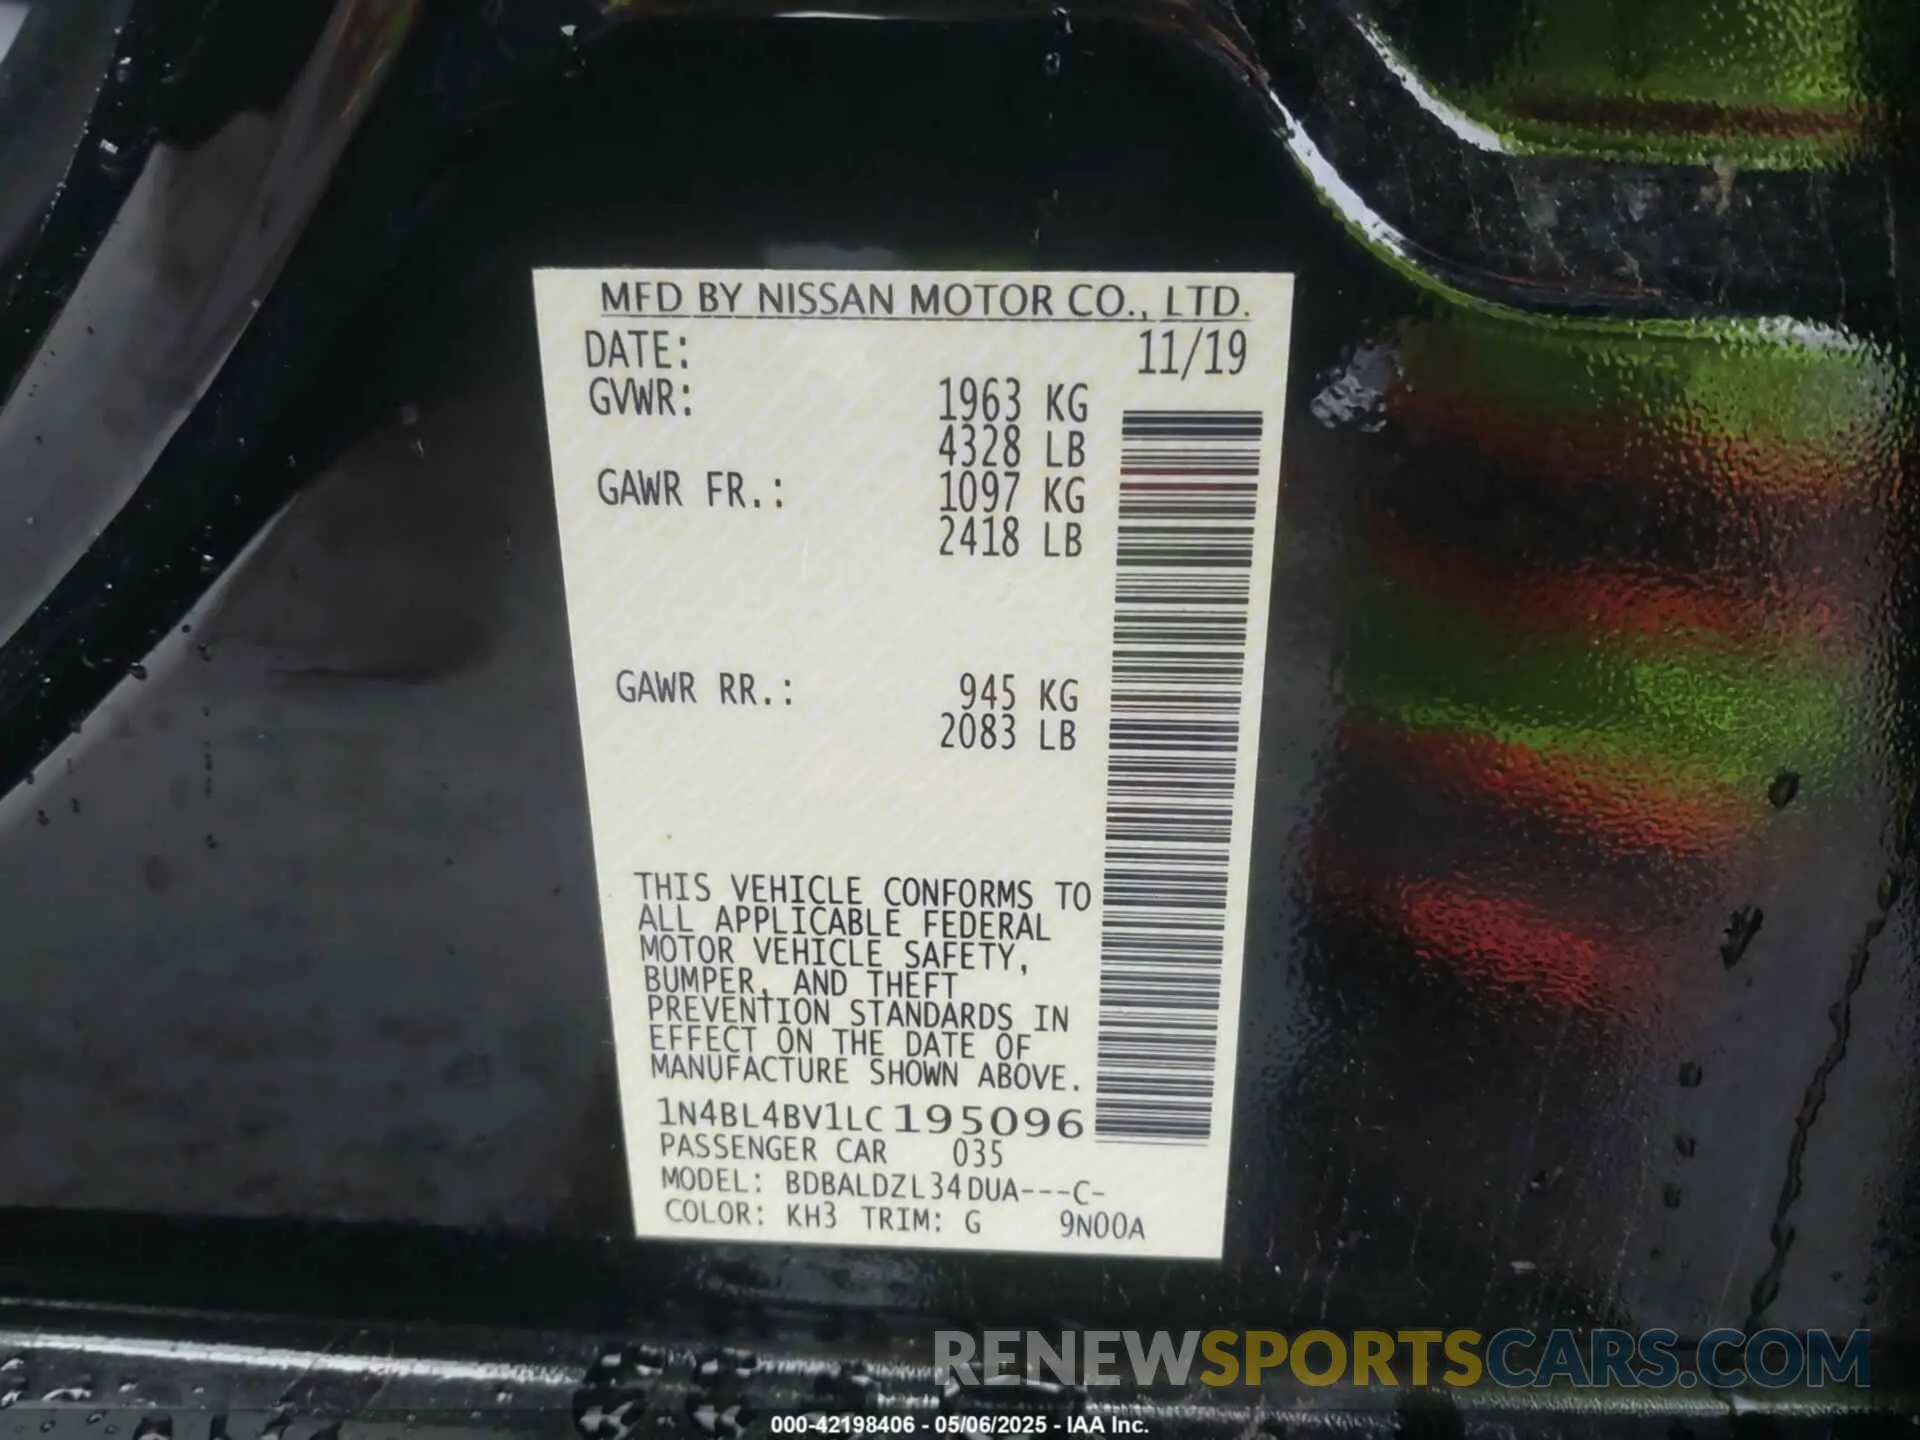 MFD BY NISSAN MOTOR CO., LTD.
DATE: 11/19
GVWR: 1963 KG
4328 LB
GAWR FR.: 1097 KG
2418 LB
GAWR RR.: 945 KG
2083 LB
THIS VEHICLE CONFORMS TO
ALL APPLICABLE FEDERAL
MOTOR VEHICLE SAFETY,
BUMPER, AND THEFT
PREVENTION STANDARDS IN
EFFECT ON THE DATE OF
MANUFACTURE SHOWN ABOVE.
1N4BL4BV1LC195096
PASSENGER CAR 035
MODEL: BDBALDZL34DUA---C-
COLOR: KH3 TRIM: G 9N00A
RENEWSPORTSCARS.COM
000-42198406 - 05/06/2025 - IAA Inc.